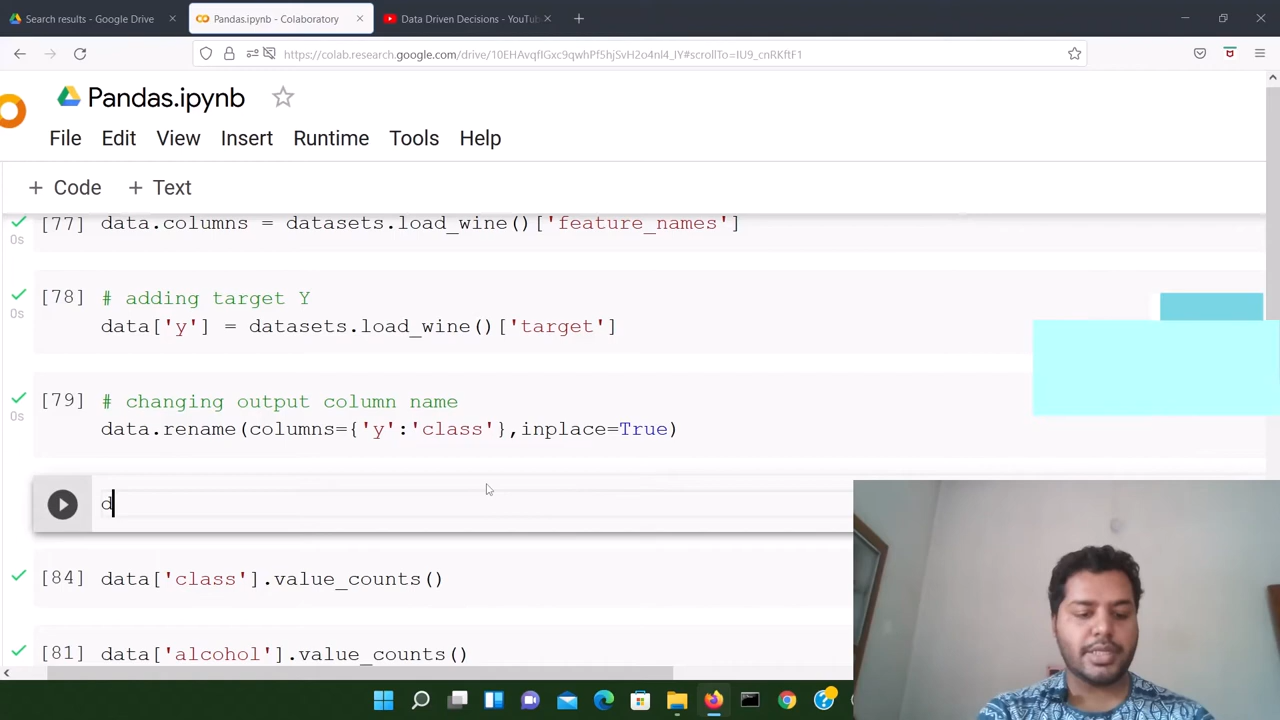 Search results - Google Drive
Pandas.ipynb - Colaboratory
Data Driven Decisions - YouTub
https://colab.research.google.com/drive/10EHAvqflGxc9qwhPf5hjSvH2o4nI4_IY#scrollTo=IU9_cnRKftF1
Pandas.ipynb
File Edit View Insert Runtime Tools Help
+ Code + Text
[77] data.columns = datasets.load_wine()['feature_names']
0s
[78] # adding target Y
0s
data['y'] = datasets.load_wine()['target']
[79] # changing output column name
0s
data.rename(columns={'y':'class'},inplace=True)
d
[84] data['class'].value_counts()
0s
[81] data['alcohol'].value_counts()
0s